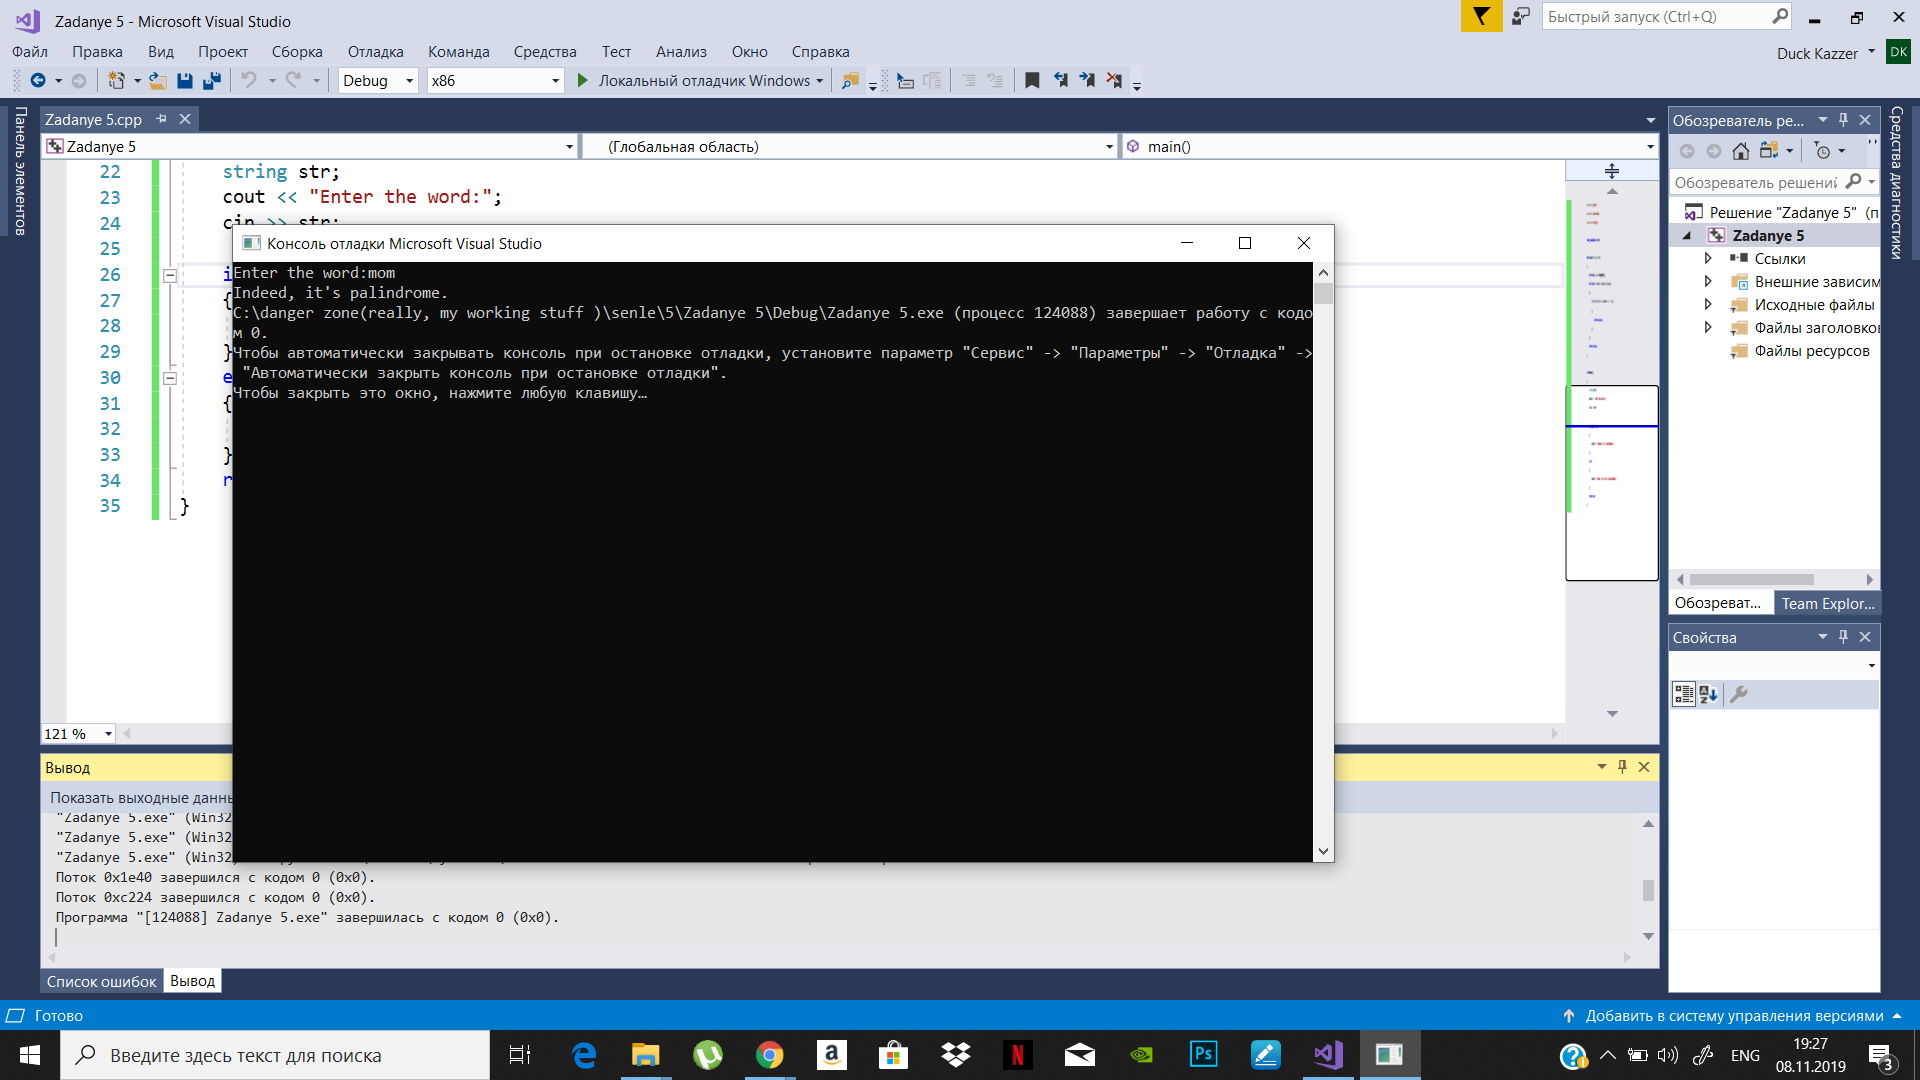 Zadanye 5 - Microsoft Visual Studio
Быстрый запуск (Ctrl+Q)
Файл Правка Вид Проект Сборка Отладка Команда Средства Тест Анализ Окно Справка
Duck Kazzer
DK
Debug x86 Локальный отладчик Windows
Панель элементов
Zadanye 5.cpp
Zadanye 5 (Глобальная область) main()
22 string str;
23 cout << "Enter the word:";
24 cin >> str;
25
26 i
27 {
28
29 }
30 e
31 {
32
33 }
34 r
35 }
121 %
Консоль отладки Microsoft Visual Studio
Enter the word:mom
Indeed, it's palindrome.
C:\danger zone(really, my working stuff )\senle\5\Zadanye 5\Debug\Zadanye 5.exe (процесс 124088) завершает работу с кодо
м 0.
Чтобы автоматически закрывать консоль при остановке отладки, установите параметр "Сервис" -> "Параметры" -> "Отладка" ->
"Автоматически закрыть консоль при остановке отладки".
Чтобы закрыть это окно, нажмите любую клавишу…
Вывод
Показать выходные данны
"Zadanye 5.exe" (Win32
"Zadanye 5.exe" (Win32
"Zadanye 5.exe" (Win32
Поток 0x1e40 завершился с кодом 0 (0x0).
Поток 0xc224 завершился с кодом 0 (0x0).
Программа "[124088] Zadanye 5.exe" завершилась с кодом 0 (0x0).
Список ошибок Вывод
Обозреватель ре...
Обозреватель решений
Решение "Zadanye 5" (п
Zadanye 5
Ссылки
Внешние зависим
Исходные файлы
Файлы заголовко
Файлы ресурсов
Обозреват... Team Explor...
Свойства
Средства диагностики
Готово
Добавить в систему управления версиями
Введите здесь текст для поиска
a
N
Ps
ENG
19:27
08.11.2019
3